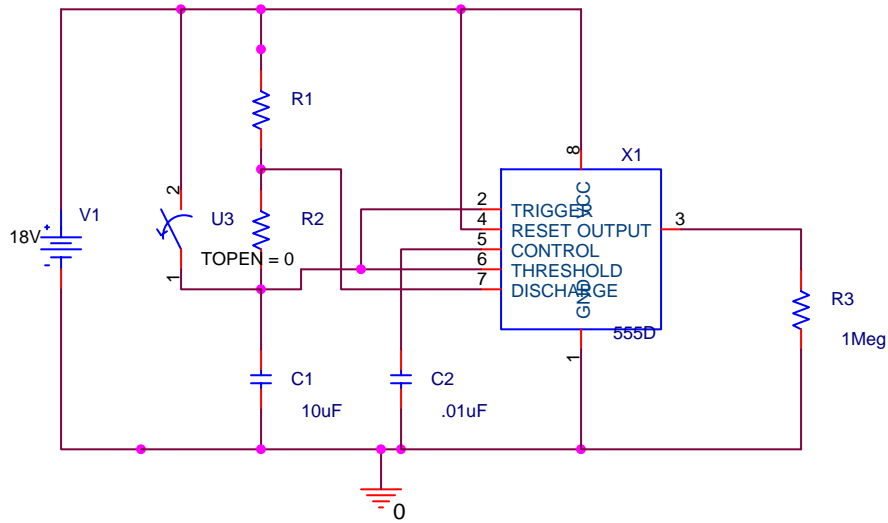 R1
V1
18V
2
U3
1
TOPEN = 0
R2
C1
10uF
C2
.01uF
0
8
X1
VCC
2
TRIGGER
4
RESET
OUTPUT
3
5
CONTROL
6
THRESHOLD
7
DISCHARGE
GND
555D
1
R3
1Meg